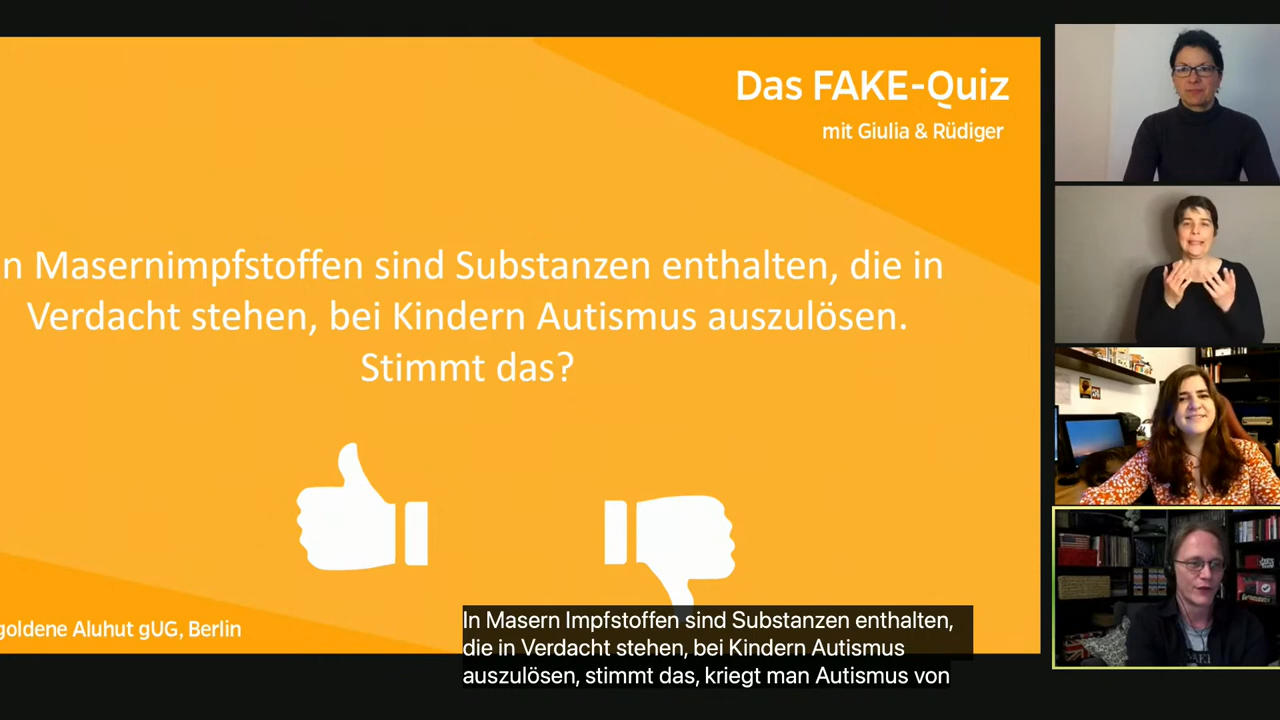 Das FAKE-Quiz
mit Giulia & Rüdiger
n Masernimpfstoffen sind Substanzen enthalten, die in
Verdacht stehen, bei Kindern Autismus auszulösen.
Stimmt das?
goldene Aluhut gUG, Berlin
In Masern Impfstoffen sind Substanzen enthalten,
die in Verdacht stehen, bei Kindern Autismus
auszulösen, stimmt das, kriegt man Autismus von